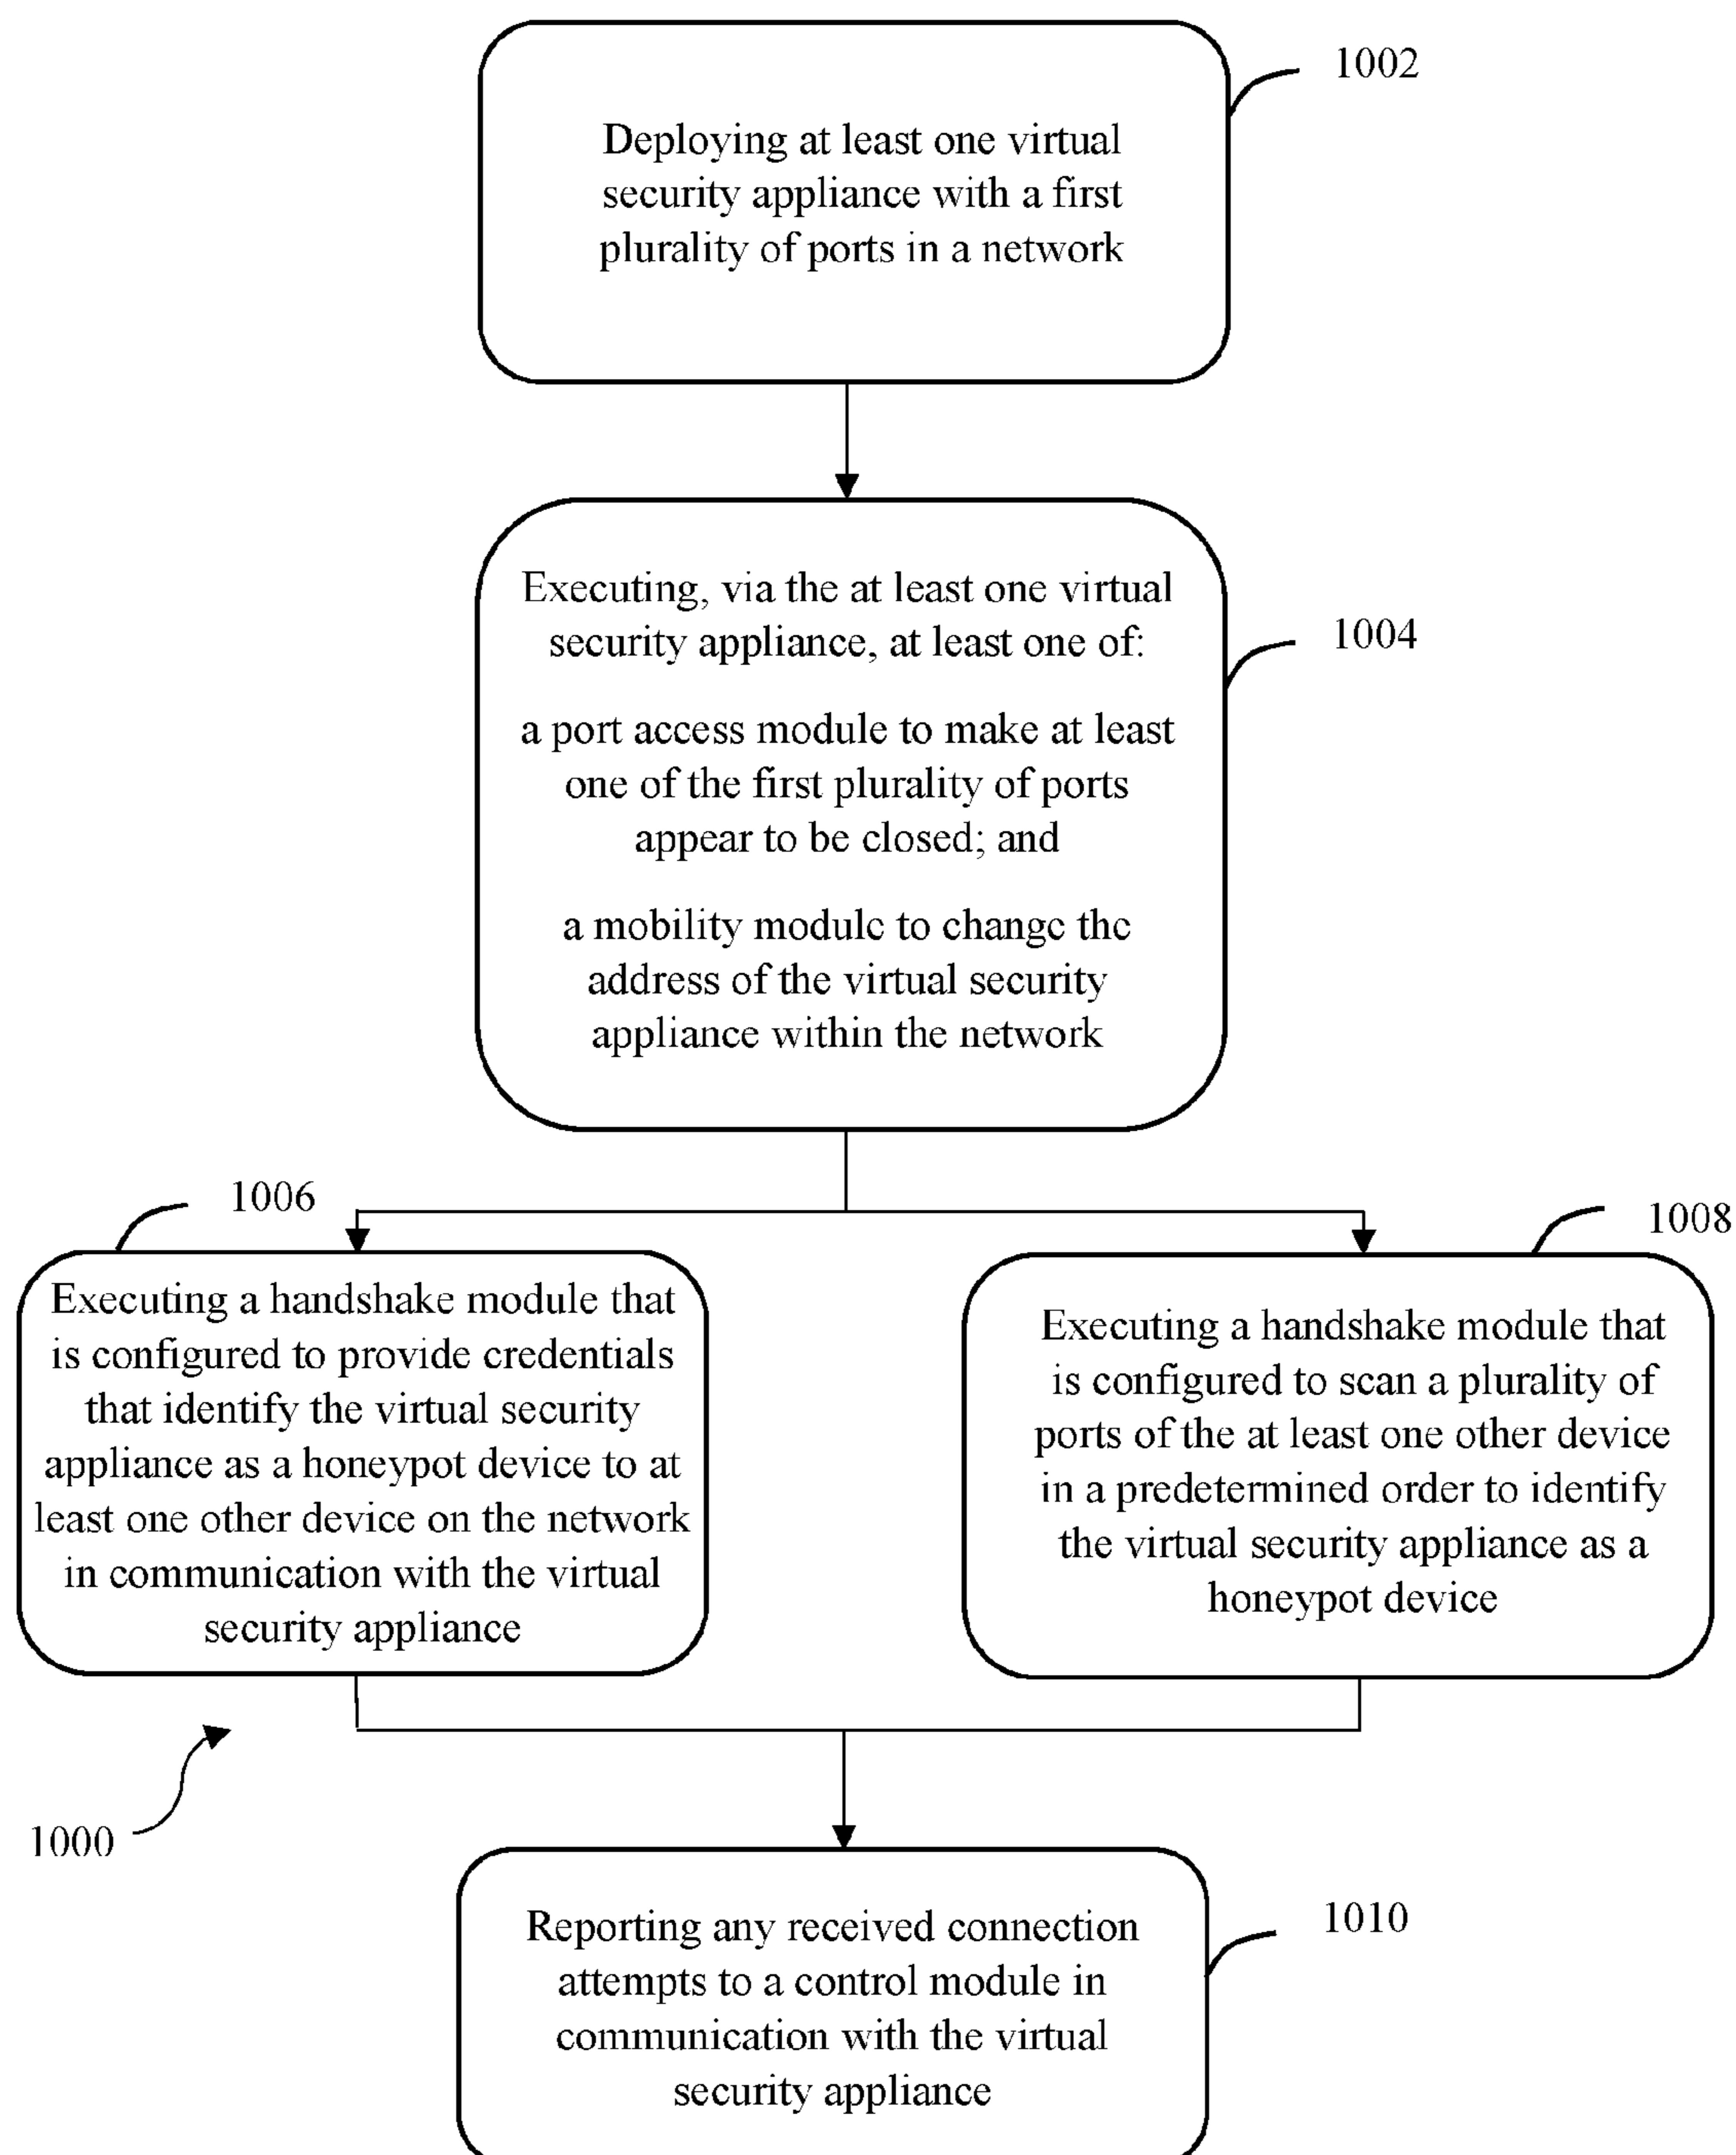 1002
Deploying at least one virtual
security appliance with a first
plurality of ports in a network
Executing, via the at least one virtual
security appliance, at least one of:
1004
a port access module to make at least
one of the first plurality of ports
appear to be closed; and
a mobility module to change the
address of the virtual security
appliance within the network
1006
Executing a handshake module that
is configured to provide credentials
that identify the virtual security
appliance as a honeypot device to at
least one other device on the network
in communication with the virtual
security appliance
1008
Executing a handshake module that
is configured to scan a plurality of
ports of the at least one other device
in a predetermined order to identify
the virtual security appliance as a
honeypot device
1000
1010
Reporting any received connection
attempts to a control module in
communication with the virtual
security appliance